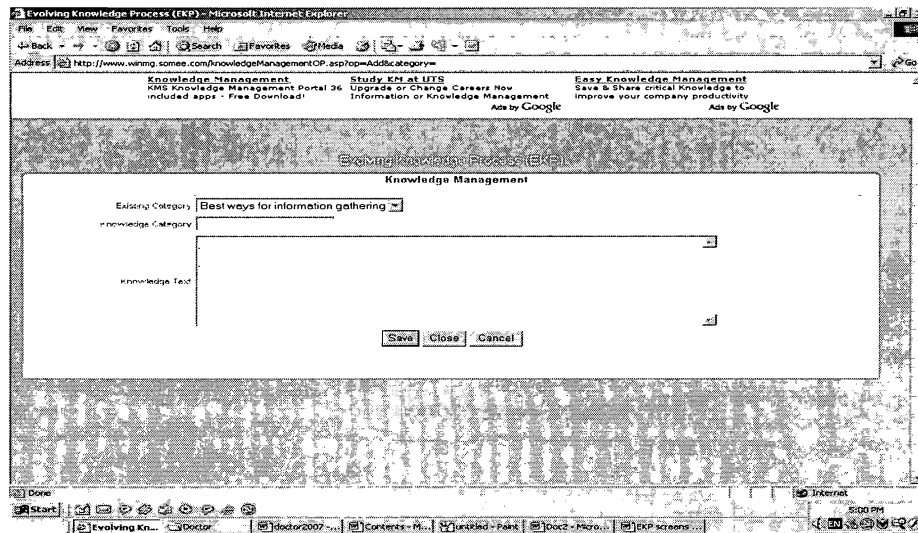 Evolving Knowledge Process (EKP) - Microsoft Internet Explorer
File Edit View Favorites Tools Help
Back Search Favorites Media
Address http://www.winmg.somee.com/knowledgeManagementOP.asp?op=Add&category= Go
Knowledge Management
KMS Knowledge Management Portal 36
included apps - Free Download!
Study KM at UTS
Upgrade or Change Careers Now
Information or Knowledge Management
Easy Knowledge Management
Save & Share critical Knowledge to
improve your company productivity
Ads by Google
Ads by Google
Evolving Knowledge Process (EKP)
Knowledge Management
Existing Category Best ways for information gathering
Knowledge Category
Knowledge Text
Save Close Cancel
Done Internet
Start 5:00 PM
Evolving Kn... Doctor doctor2007 -... Contents - M... untitled - Paint Doc2 - Micro... EKP screens ... EN